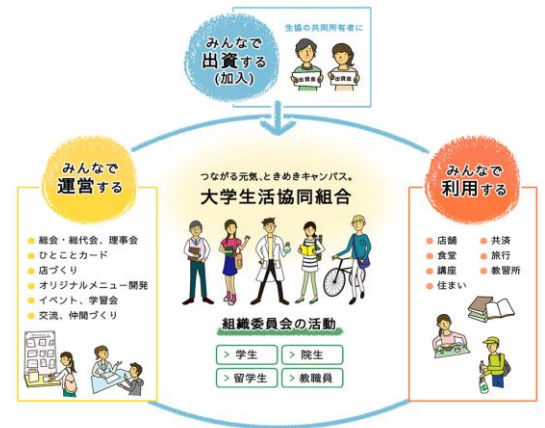 みんなで
出資する
(加入)
生協の共同所有者に
出資金
出資金
みんなで
運営する
総会・総代会、理事会
ひとことカード
店づくり
オリジナルメニュー開発
イベント、学習会
交流、仲間づくり
つながる元気、ときめきキャンパス。
大学生活協同組合
組織委員会の活動
> 学生
> 院生
> 留学生
> 教職員
みんなで
利用する
店舗
食堂
講座
住まい
共済
旅行
教習所